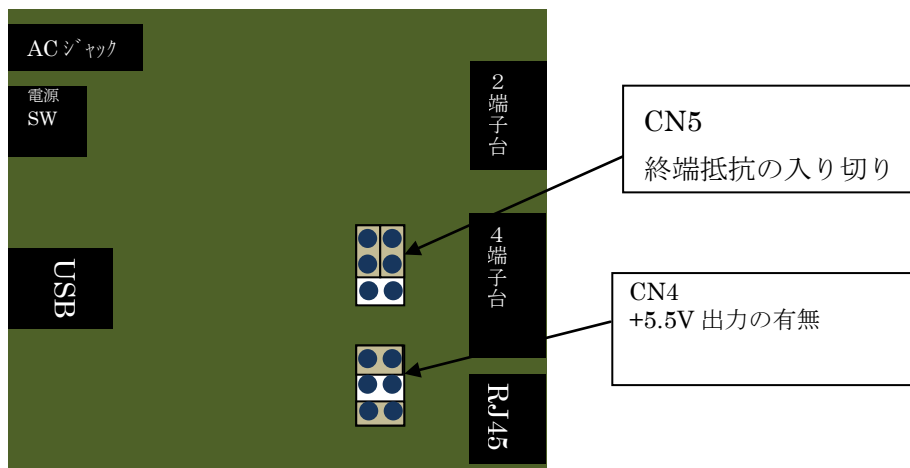 ACジャック
電源
SW
2端子台
CN5
終端抵抗の入り切り
USB
4端子台
CN4
+5.5V 出力の有無
RJ45